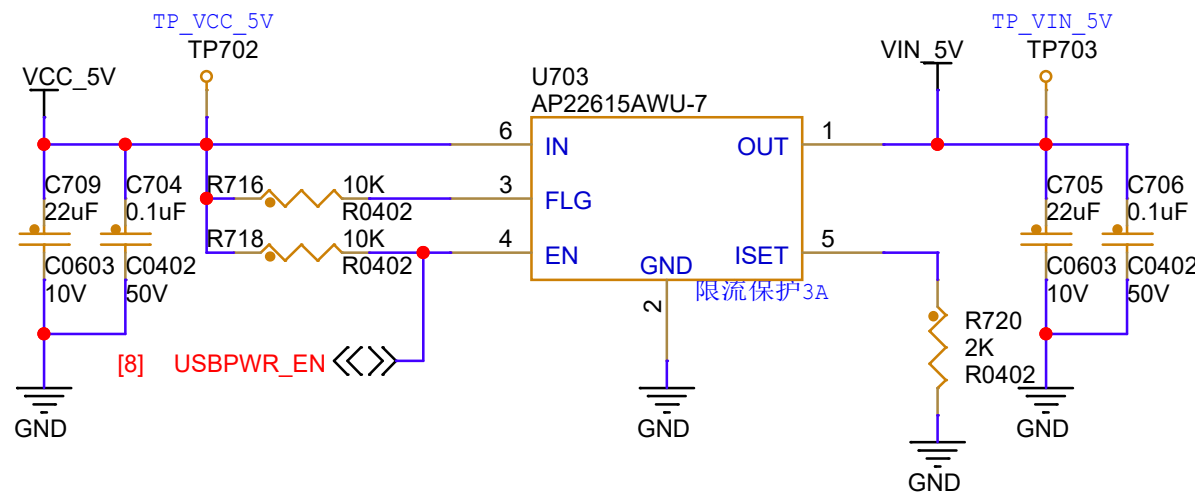 TP_VCC_5V
TP702
VCC_5V
U703
AP22615AWU-7
VIN_5V
TP_VIN_5V
TP703
6
IN
OUT
1
C709
22uF
C0603
10V
C704
0.1uF
C0402
50V
R716
10K
R0402
3
FLG
R718
10K
R0402
4
EN
ISET
5
GND
2
限流保护3A
C705
22uF
C0603
10V
C706
0.1uF
C0402
50V
R720
2K
R0402
[8]
USBPWR_EN
GND
GND
GND
GND